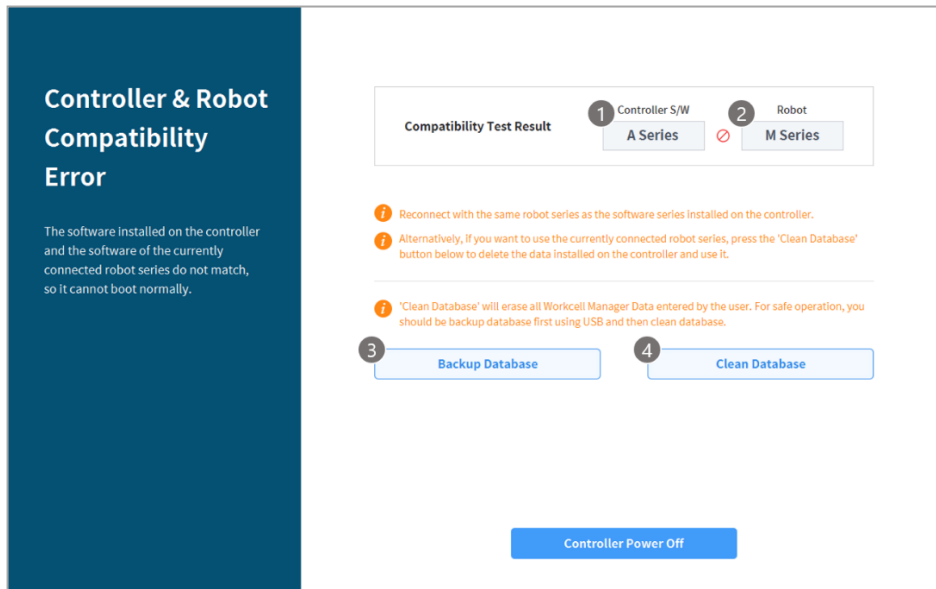 Controller & Robot
Compatibility
Error
The software installed on the controller
and the software of the currently
connected robot series do not match,
so it cannot boot normally.
Compatibility Test Result
1 Controller S/W
A Series
2 Robot
M Series
i Reconnect with the same robot series as the software series installed on the controller.
i Alternatively, if you want to use the currently connected robot series, press the 'Clean Database'
button below to delete the data installed on the controller and use it.
i 'Clean Database' will erase all Workcell Manager Data entered by the user. For safe operation, you
should be backup database first using USB and then clean database.
3 Backup Database
4 Clean Database
Controller Power Off